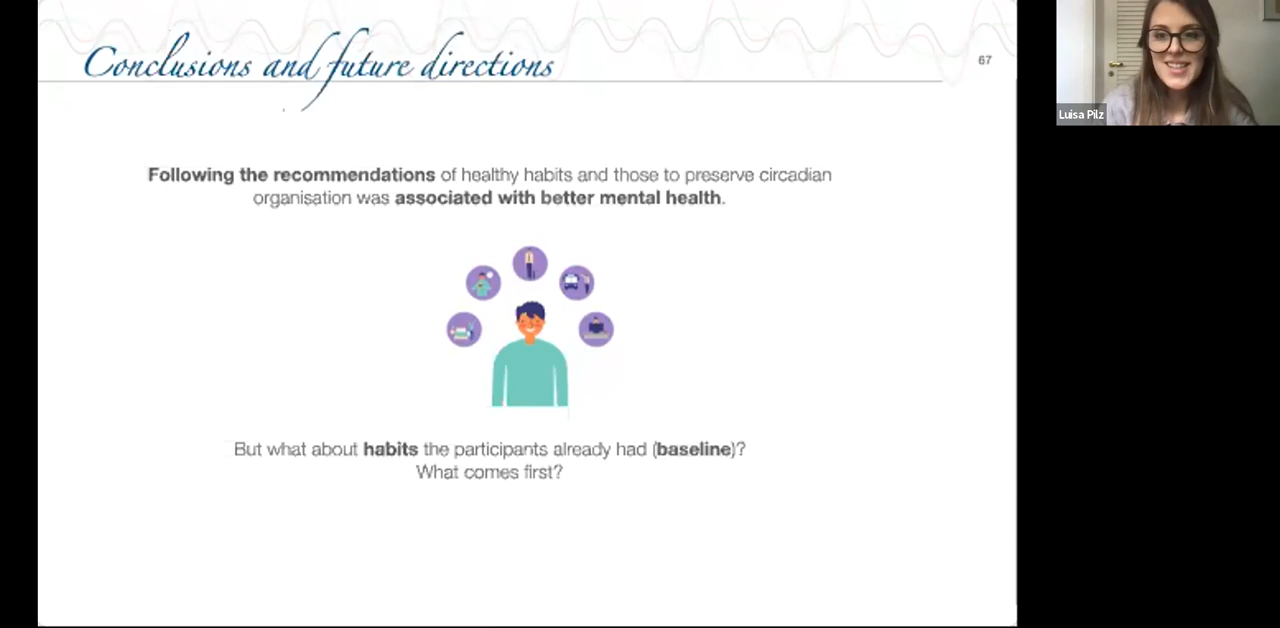 Conclusions and future directions
67
Luisa Pilz
Following the recommendations of healthy habits and those to preserve circadian
organisation was associated with better mental health.
But what about habits the participants already had (baseline)?
What comes first?